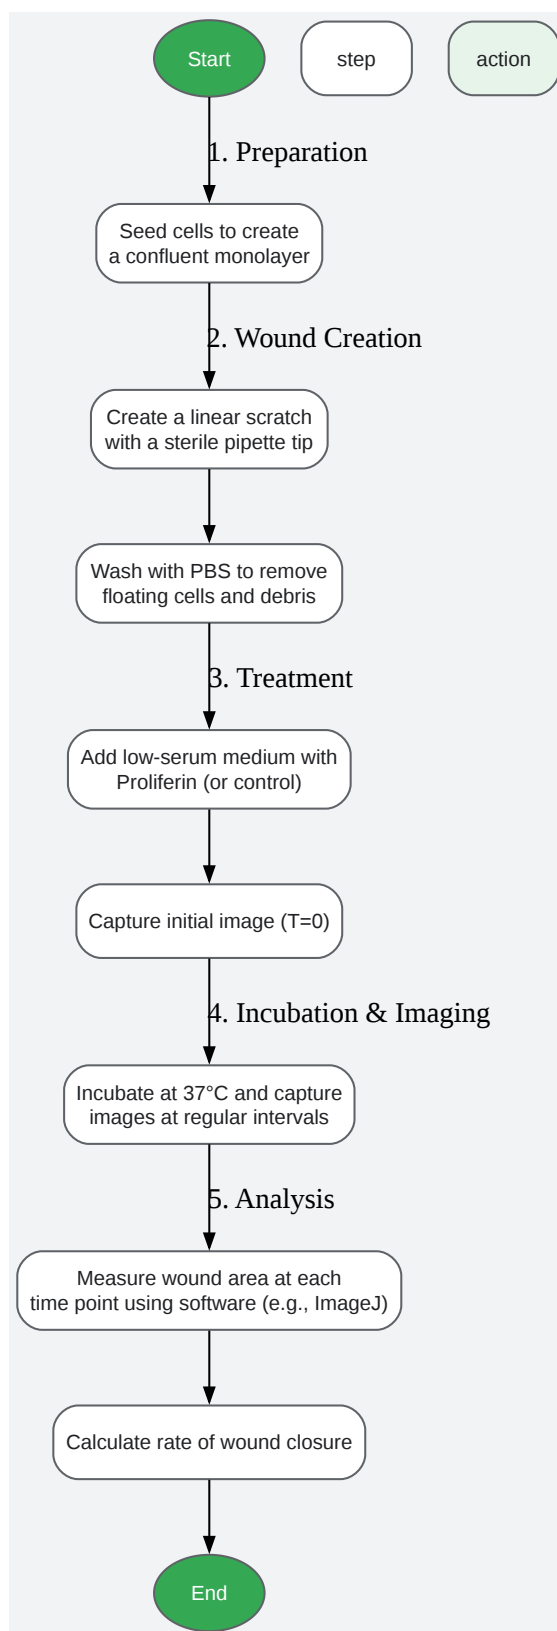 Start
step
action
1. Preparation
Seed cells to create
a confluent monolayer
2. Wound Creation
Create a linear scratch
with a sterile pipette tip
Wash with PBS to remove
floating cells and debris
3. Treatment
Add low-serum medium with
Proliferin (or control)
Capture initial image (T=0)
4. Incubation & Imaging
Incubate at 37°C and capture
images at regular intervals
5. Analysis
Measure wound area at each
time point using software (e.g., ImageJ)
Calculate rate of wound closure
End